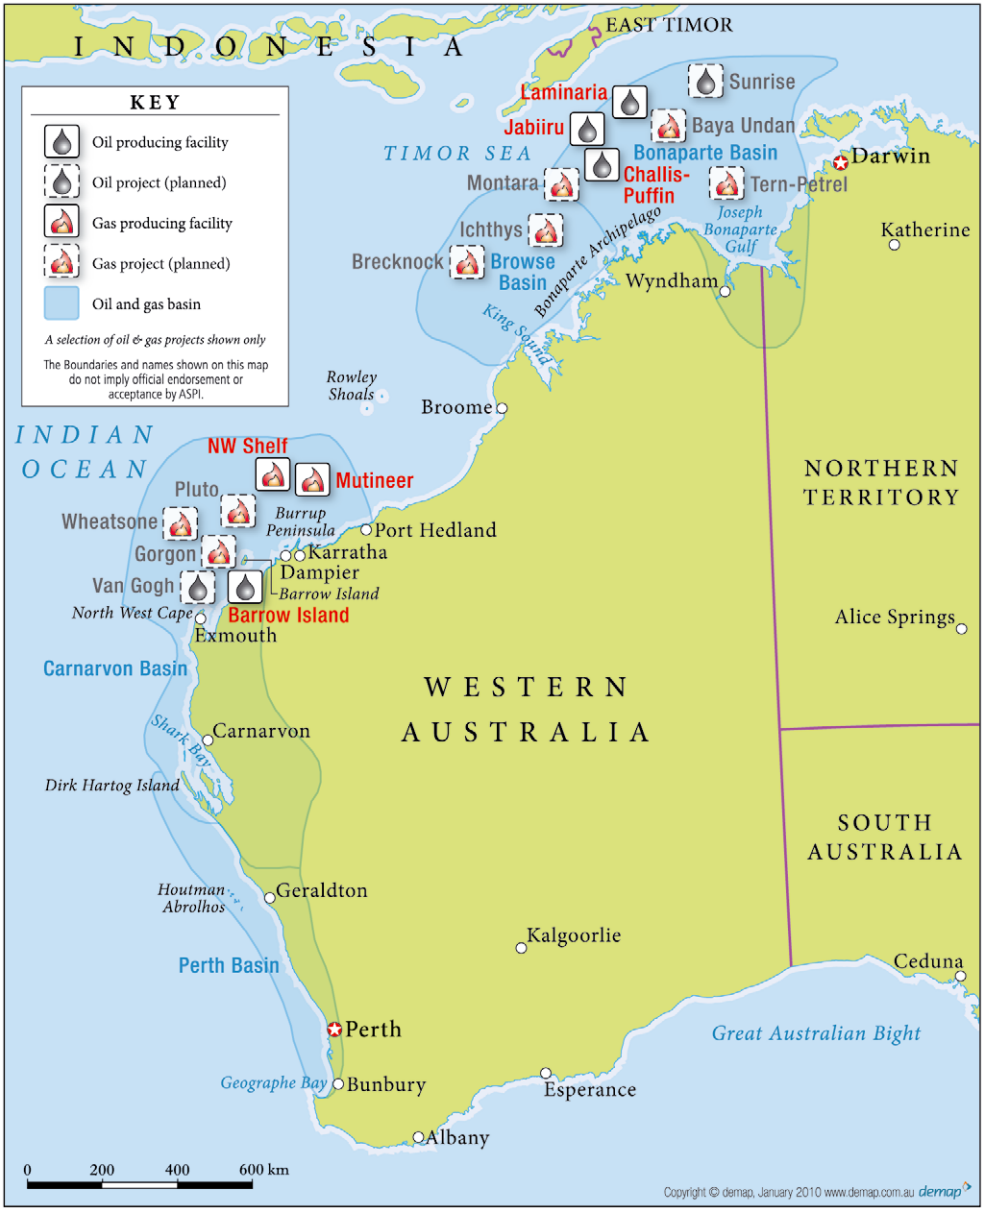 INDONESIA
EAST TIMOR
KEY
Oil producing facility
Oil project (planned)
Gas producing facility
Gas project (planned)
Oil and gas basin
A selection of oil & gas projects shown only
The Boundaries and names shown on this map
do not imply official endorsement or
acceptance by ASPI.
Sunrise
Laminaria
Jabiiru
Baya Undan
TIMOR SEA
Bonaparte Basin
Darwin
Challis-
Puffin
Montara
Tern-Petrel
Joseph
Bonaparte
Gulf
Katherine
Ichthys
Bonaparte Archipelago
Brecknock
Browse
Basin
Wyndham
King Sound
Rowley
Shoals
Broome
INDIAN
OCEAN
NW Shelf
Mutineer
NORTHERN
TERRITORY
Pluto
Wheatsone
Burrup
Peninsula
Port Hedland
Gorgon
Karratha
Dampier
Van Gogh
Barrow Island
North West Cape
Barrow Island
Exmouth
Alice Springs
Carnarvon Basin
WESTERN
AUSTRALIA
Shark Bay
Carnarvon
Dirk Hartog Island
SOUTH
AUSTRALIA
Houtman
Abrolhos
Geraldton
Kalgoorlie
Perth Basin
Ceduna
Perth
Great Australian Bight
Geographe Bay
Bunbury
Esperance
Albany
0 200 400 600 km
Copyright © demap, January 2010 www.demap.com.au demap